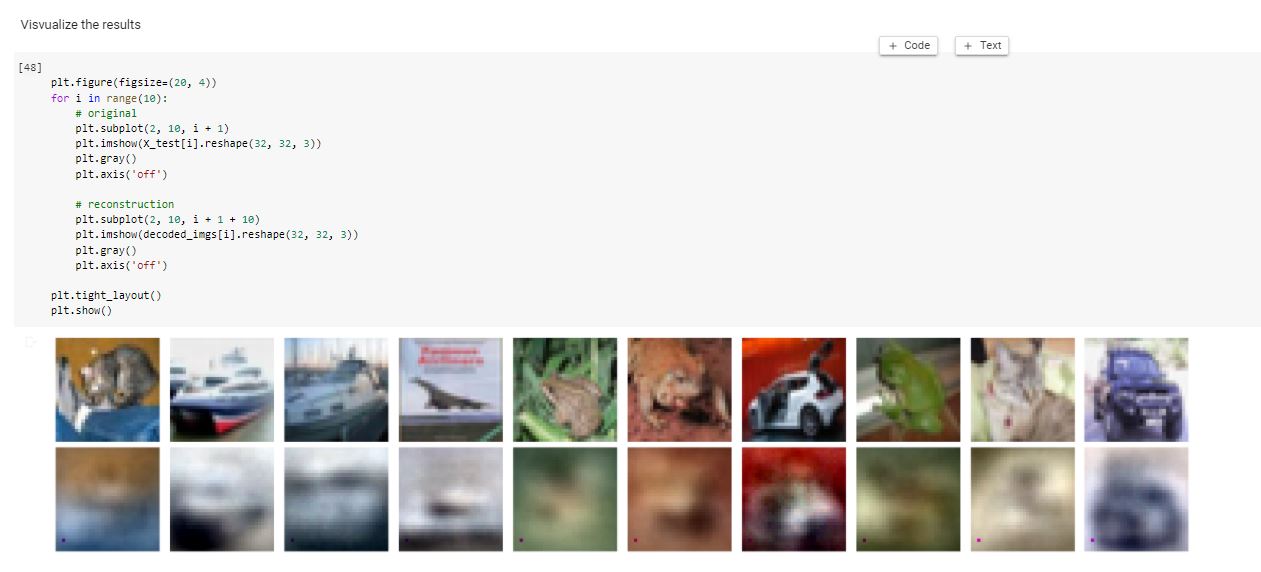 Visvualize the results
+ Code + Text
[48]
plt.figure(figsize=(20, 4))
for i in range(10):
# original
plt.subplot(2, 10, i + 1)
plt.imshow(X_test[i].reshape(32, 32, 3))
plt.gray()
plt.axis('off')
# reconstruction
plt.subplot(2, 10, i + 1 + 10)
plt.imshow(decoded_imgs[i].reshape(32, 32, 3))
plt.gray()
plt.axis('off')
plt.tight_layout()
plt.show()